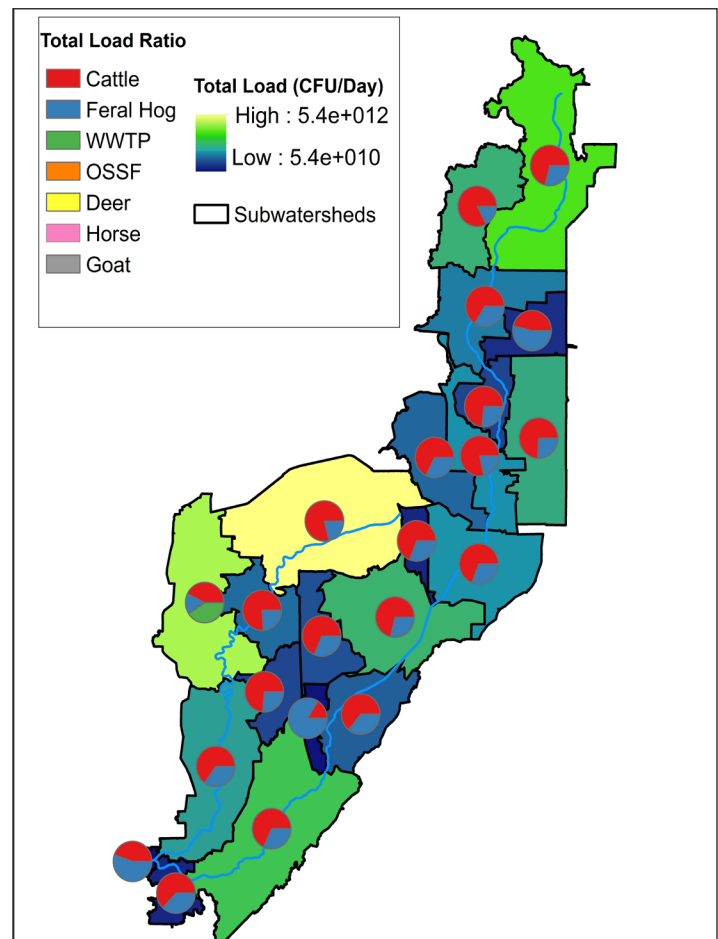 Total Load Ratio
Cattle
Feral Hog
WWTP
OSSF
Deer
Horse
Goat
Total Load (CFU/Day)
High : 5.4e+012
Low : 5.4e+010
Subwatersheds